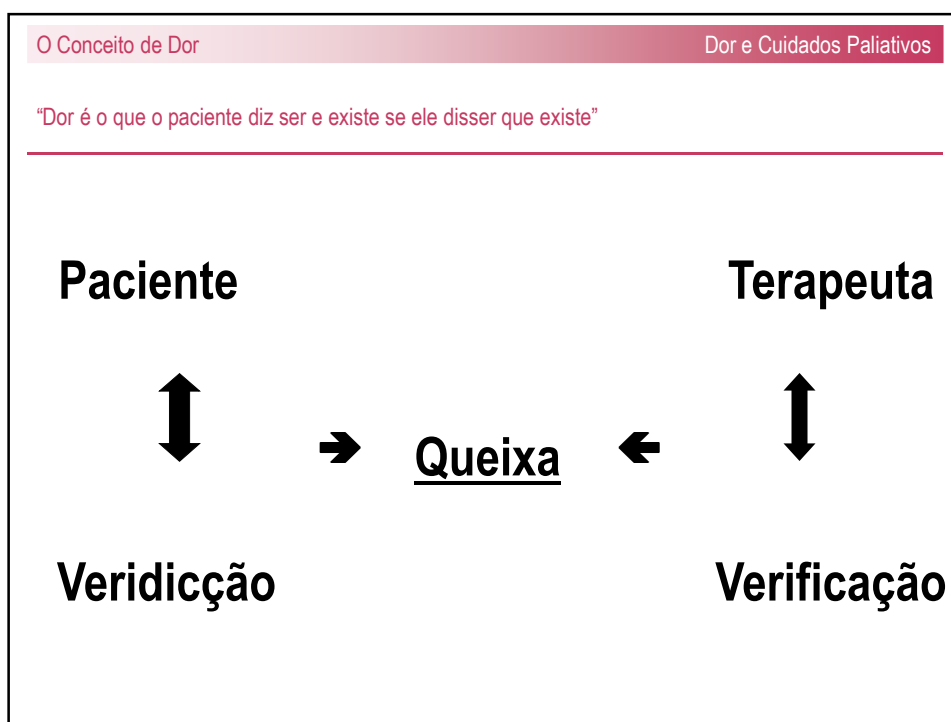 O Conceito de Dor
Dor e Cuidados Paliativos
“Dor é o que o paciente diz ser e existe se ele disser que existe”
Paciente
Terapeuta
Queixa
Veridicção
Verificação